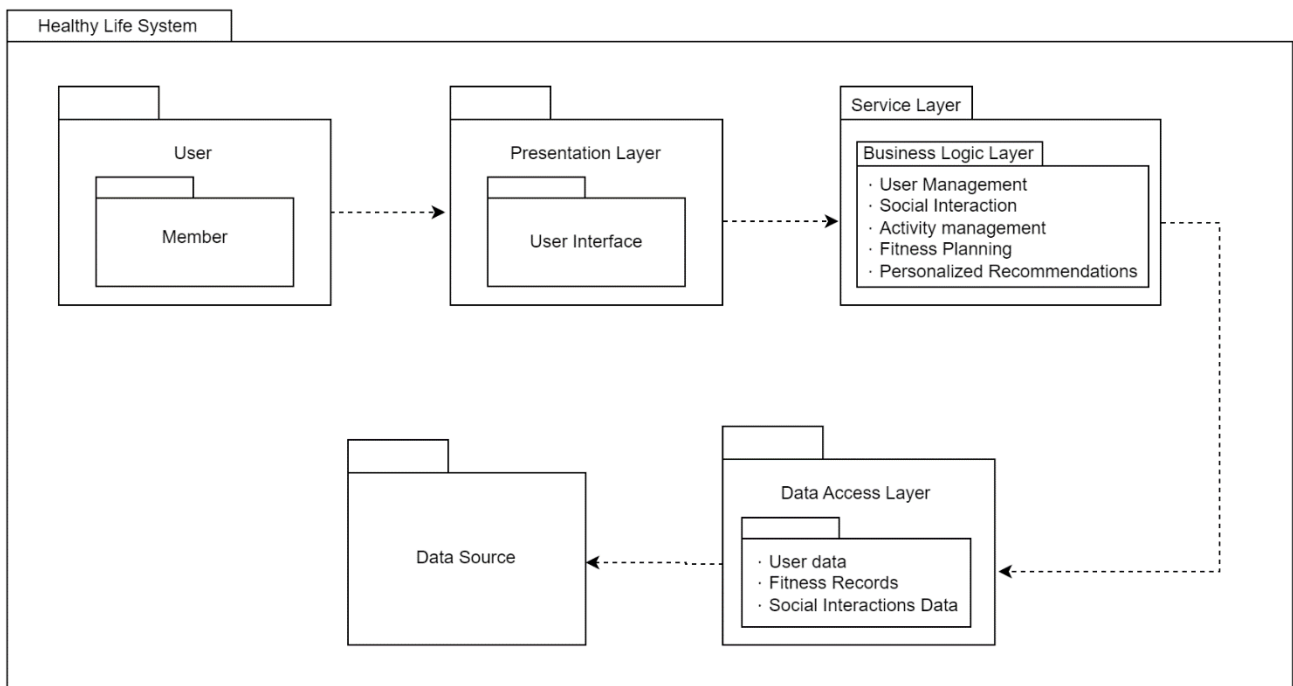 Healthy Life System
User
Member
Presentation Layer
User Interface
Service Layer
Business Logic Layer
· User Management
· Social Interaction
· Activity management
· Fitness Planning
· Personalized Recommendations
Data Source
Data Access Layer
· User data
· Fitness Records
· Social Interactions Data